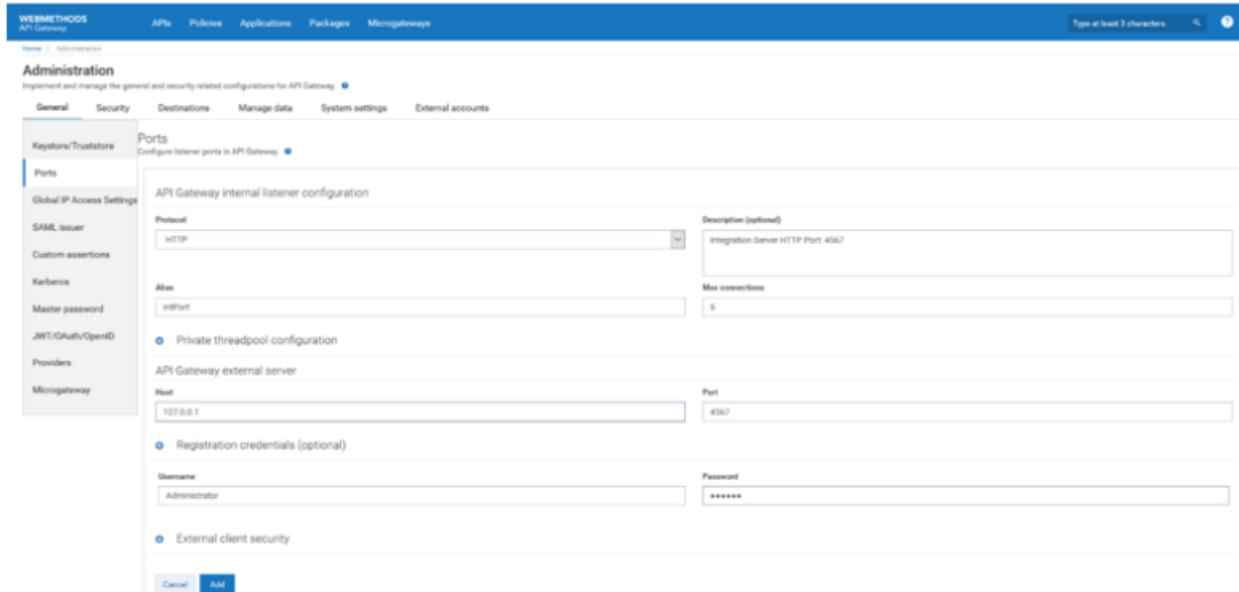 WEBMETHODS
API Gateway
APIs Policies Applications Packages Microgateways
Type at least 3 characters
Home | Administration
Administration
Implement and manage the general and security related configurations for API Gateway.
General Security Destinations Manage data System settings External accounts
Keystore/Truststore
Ports
Global IP Access Settings
SAML issuer
Custom assertions
Kerberos
Master password
JWT/OAuth/OpenID
Providers
Microgateway
Ports
Configure listener ports in API Gateway.
API Gateway internal listener configuration
Protocol
HTTP
Description (optional)
Integration Server HTTP Port: 4567
Alias
intPort
Max connections
5
Private threadpool configuration
API Gateway external server
Host
127.0.0.1
Port
4567
Registration credentials (optional)
Username
Administrator
Password
••••••
External client security
Cancel Add